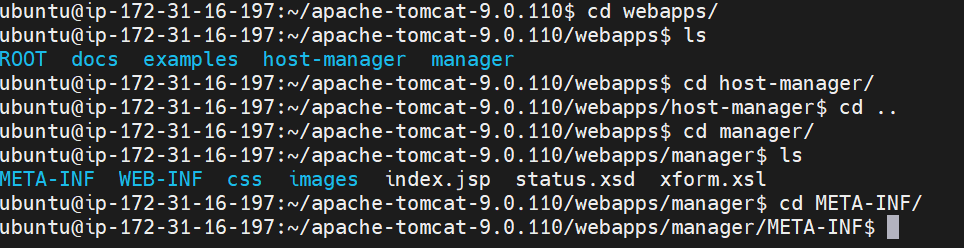 ubuntu@ip-172-31-16-197:~/apache-tomcat-9.0.110$ cd webapps/
ubuntu@ip-172-31-16-197:~/apache-tomcat-9.0.110/webapps$ ls
ROOT docs examples host-manager manager
ubuntu@ip-172-31-16-197:~/apache-tomcat-9.0.110/webapps$ cd host-manager/
ubuntu@ip-172-31-16-197:~/apache-tomcat-9.0.110/webapps/host-manager$ cd ..
ubuntu@ip-172-31-16-197:~/apache-tomcat-9.0.110/webapps$ cd manager/
ubuntu@ip-172-31-16-197:~/apache-tomcat-9.0.110/webapps/manager$ ls
META-INF WEB-INF css images index.jsp status.xsd xform.xsl
ubuntu@ip-172-31-16-197:~/apache-tomcat-9.0.110/webapps/manager$ cd META-INF/
ubuntu@ip-172-31-16-197:~/apache-tomcat-9.0.110/webapps/manager/META-INF$